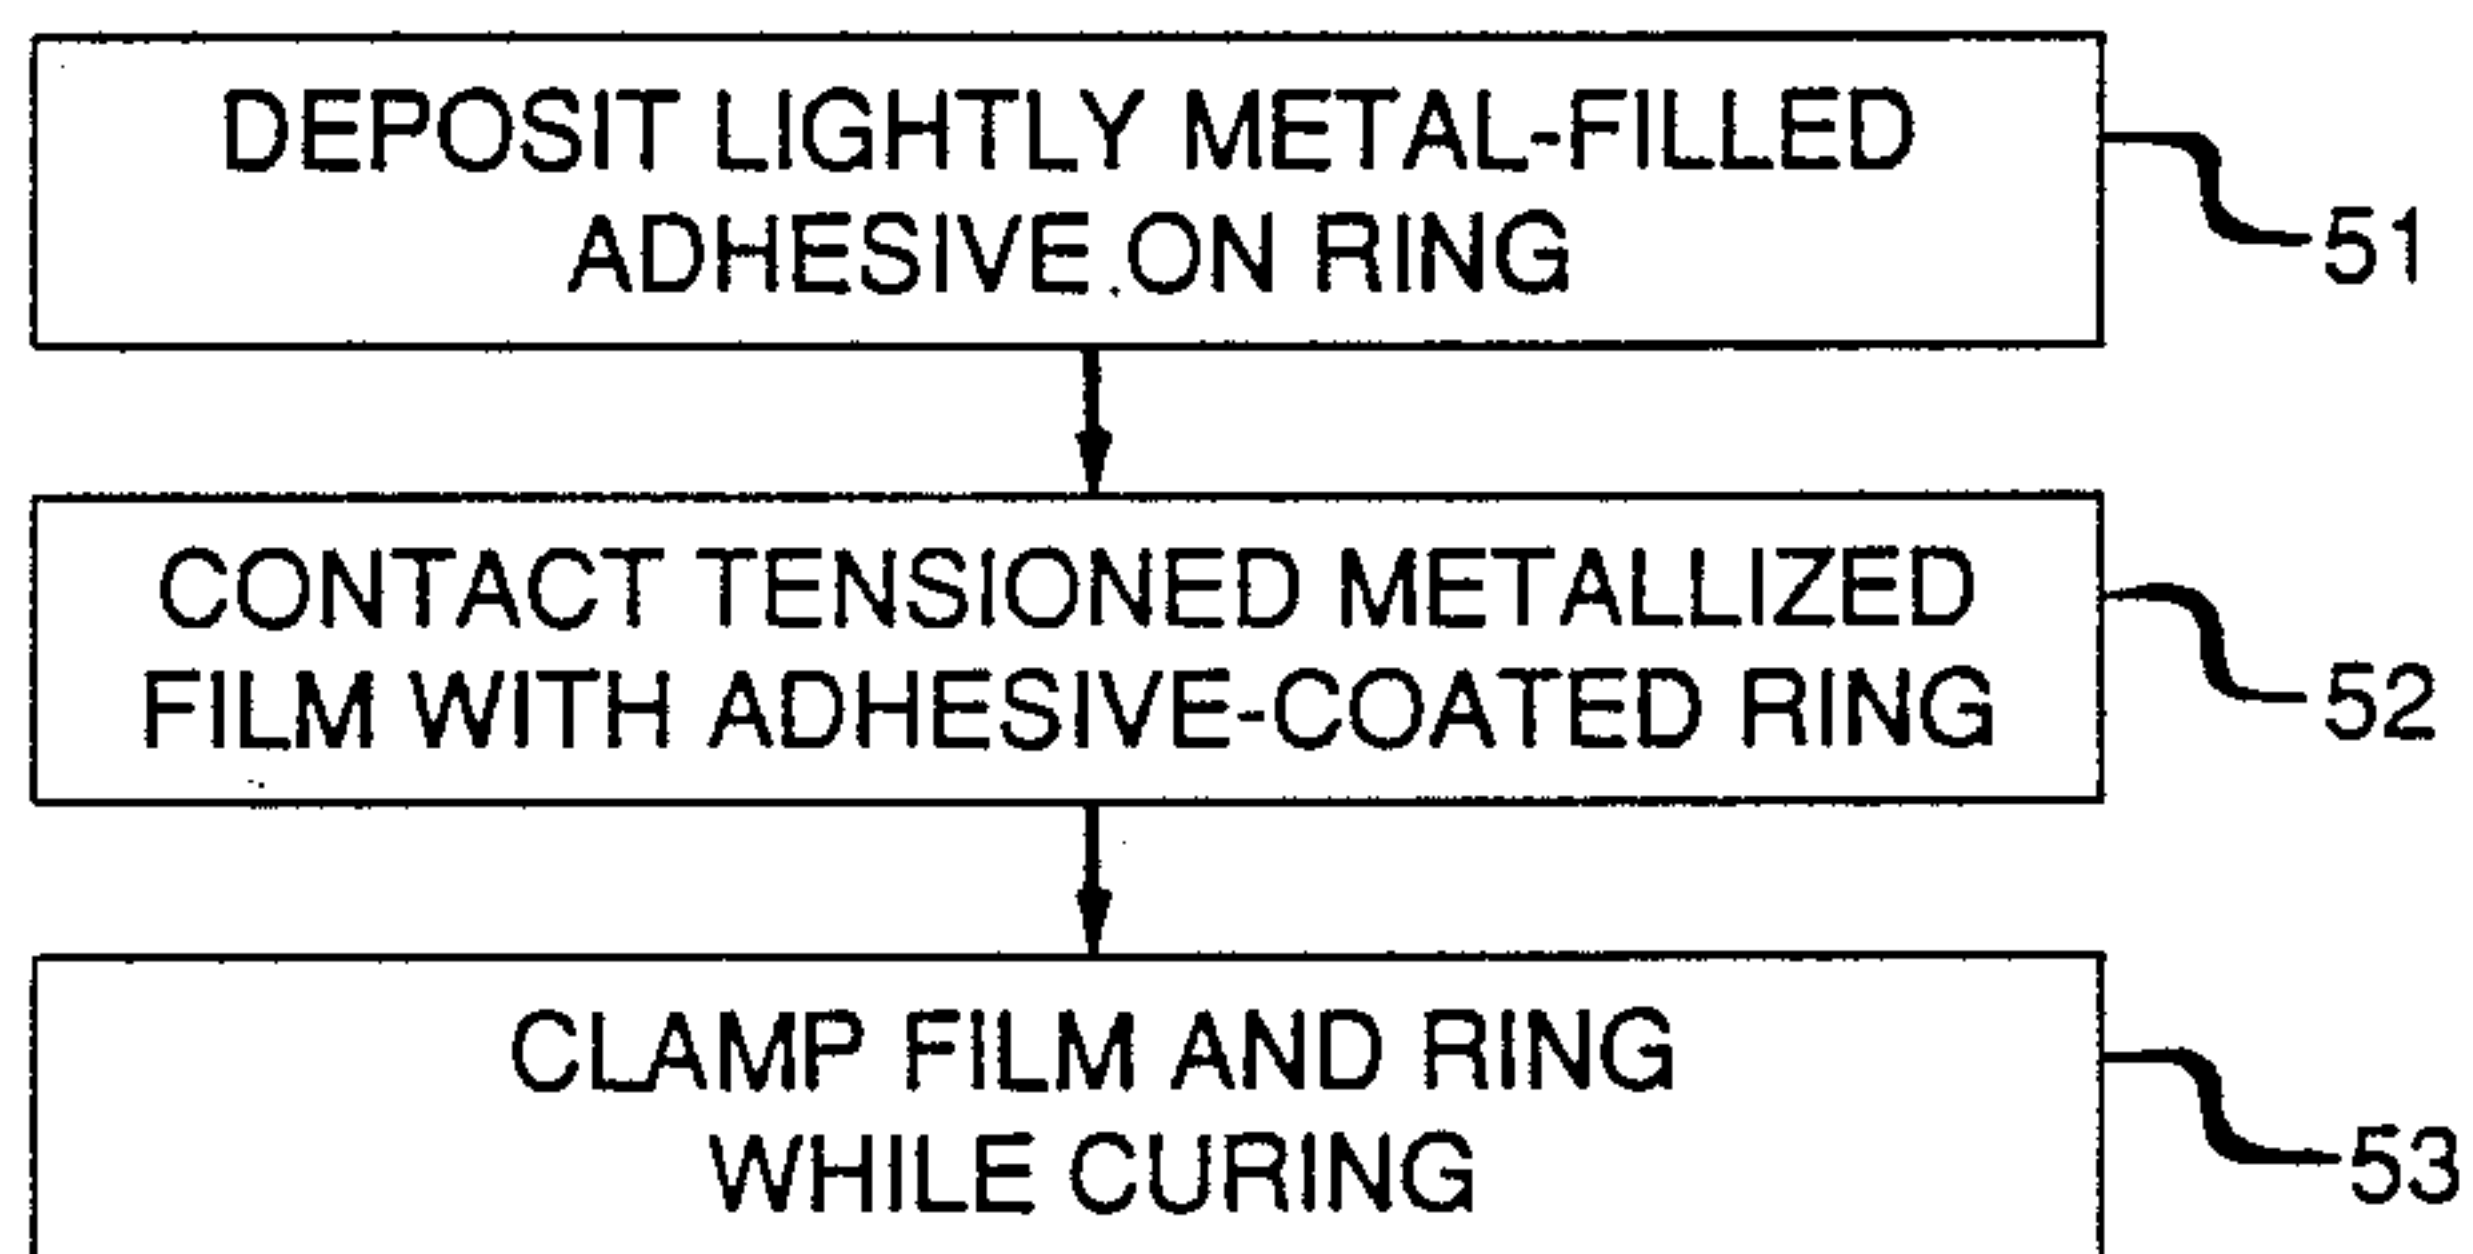 DEPOSIT LIGHTLY METAL-FILLED
ADHESIVE ON RING
51
CONTACT TENSIONED METALLIZED
FILM WITH ADHESIVE-COATED RING
52
CLAMP FILM AND RING
WHILE CURING
53